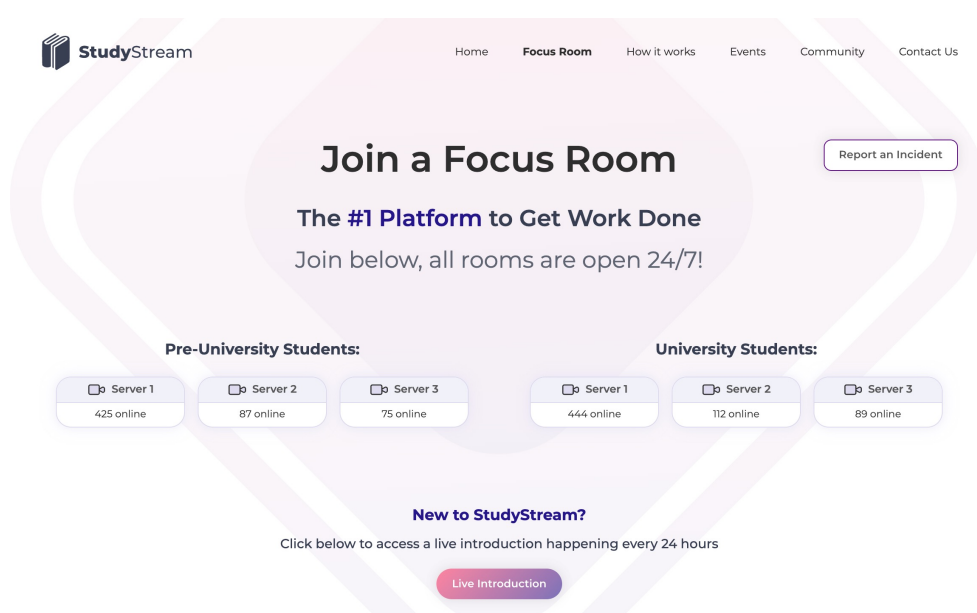 StudyStream
Home Focus Room How it works Events Community Contact Us
Join a Focus Room
Report an Incident
The #1 Platform to Get Work Done
Join below, all rooms are open 24/7!
Pre-University Students:
Server 1 Server 2 Server 3
425 online 87 online 75 online
University Students:
Server 1 Server 2 Server 3
444 online 112 online 89 online
New to StudyStream?
Click below to access a live introduction happening every 24 hours
Live Introduction